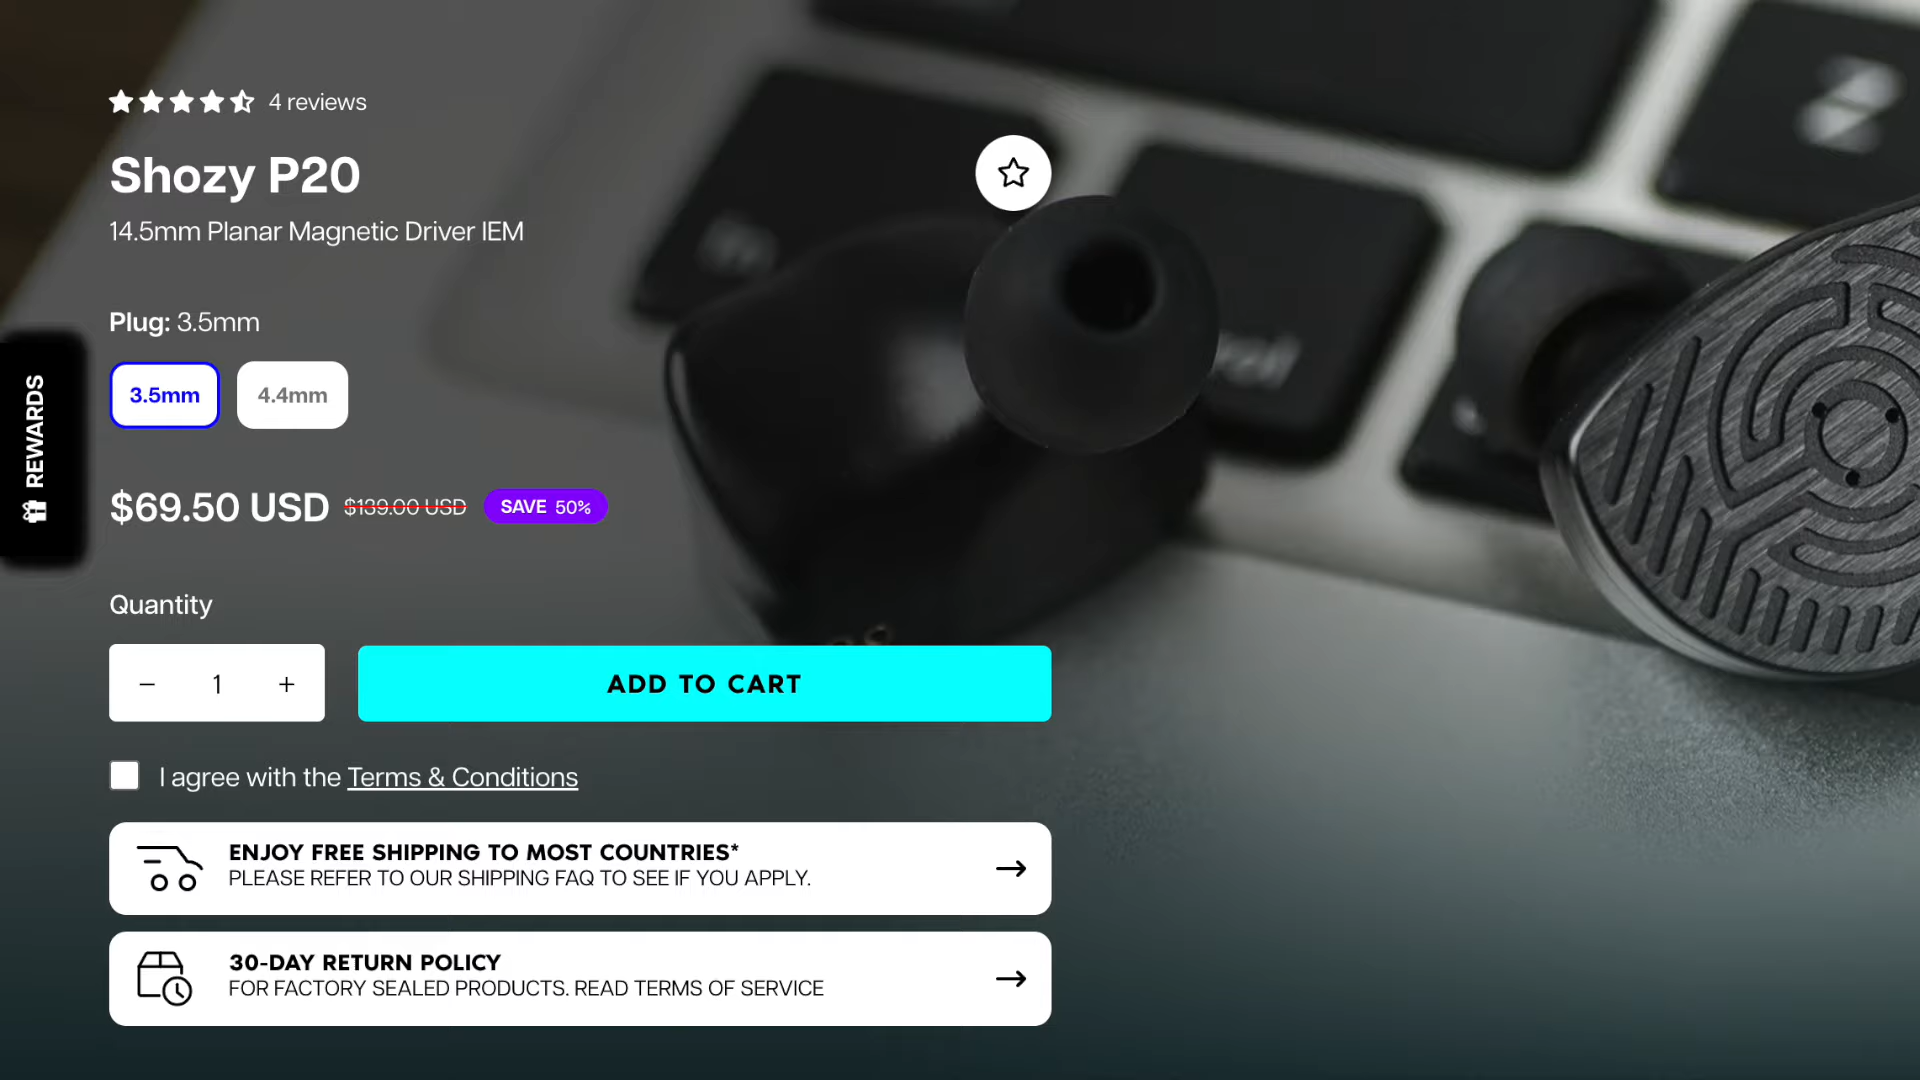 4 reviews
Shozy P20
14.5mm Planar Magnetic Driver IEM
Plug: 3.5mm
3.5mm
4.4mm
REWARDS
$69.50 USD $139.00 USD SAVE 50%
Quantity
− 1 +
ADD TO CART
I agree with the Terms & Conditions
ENJOY FREE SHIPPING TO MOST COUNTRIES*
PLEASE REFER TO OUR SHIPPING FAQ TO SEE IF YOU APPLY.
30-DAY RETURN POLICY
FOR FACTORY SEALED PRODUCTS. READ TERMS OF SERVICE